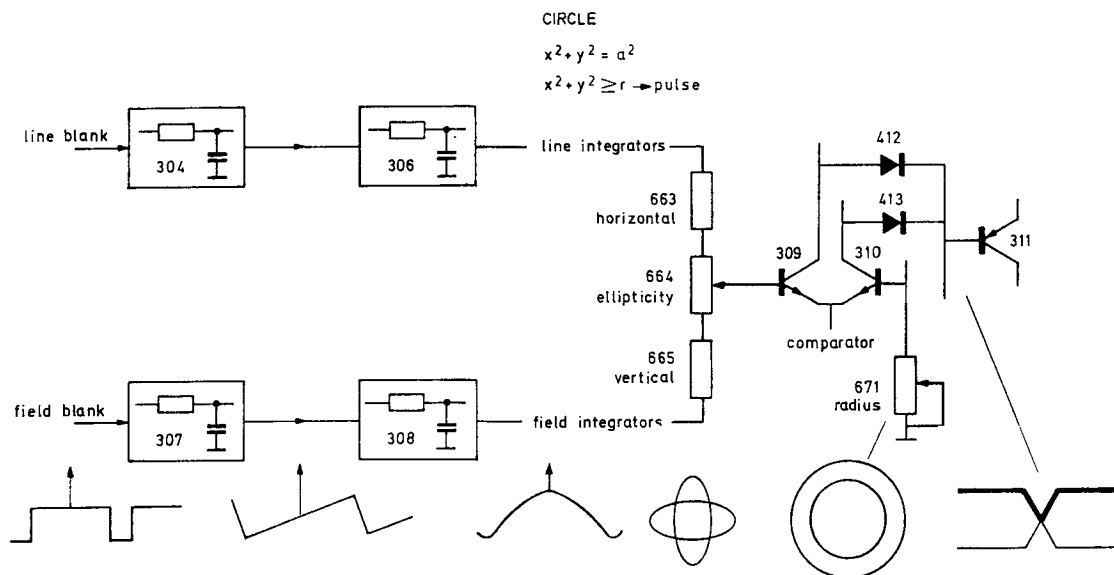 CIRCLE
x² + y² = a²
x² + y² ≥ r → pulse
line blank
304
306
line integrators
663
horizontal
664
ellipticity
665
vertical
412
413
309
310
311
comparator
671
radius
field blank
307
308
field integrators